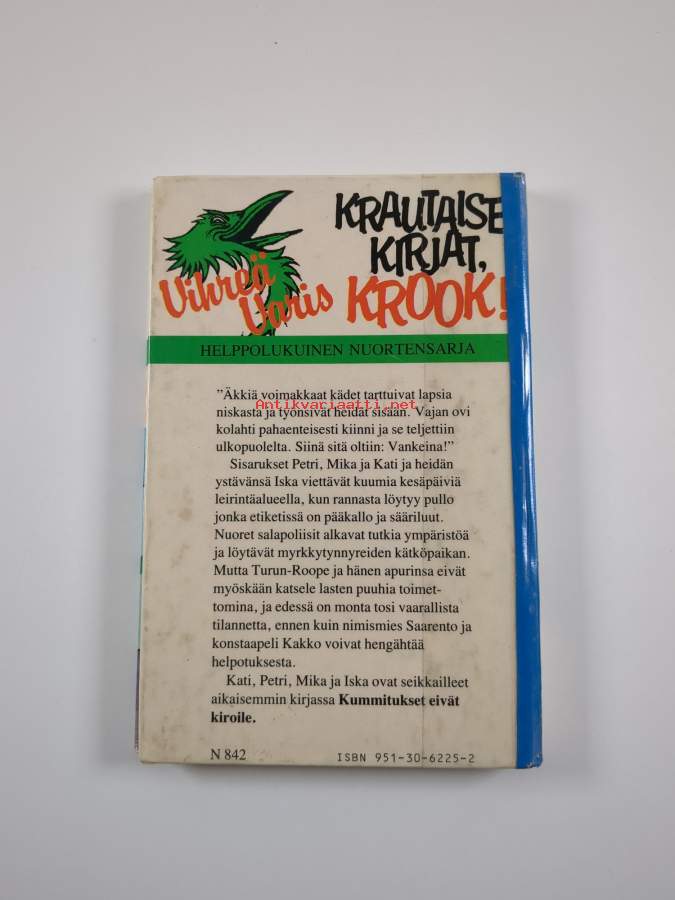 KRAUTAISE
KIRJAT,
Vihreä
Varis
KROOK!
HELPPOLUKUINEN NUORTENSARJA
”Äkkiä voimakkaat kädet tarttuivat lapsia
Antikvariaatti.net
niskasta ja työnsivät heidät sisään. Vajan ovi
kolahti pahaenteisesti kiinni ja se teljettiin
ulkopuolelta. Siinä sitä oltiin: Vankeina!”
Sisarukset Petri, Mika ja Kati ja heidän
ystävänsä Iska viettävät kuumia kesäpäiviä
leirintäalueella, kun rannasta löytyy pullo
jonka etiketissä on pääkallo ja sääriluut.
Nuoret salapoliisit alkavat tutkia ympäristöä
ja löytävät myrkkytynnyreiden kätköpaikan.
Mutta Turun-Roope ja hänen apurinsa eivät
myöskään katsele lasten puuhia toimet-
tomina, ja edessä on monta tosi vaarallista
tilannetta, ennen kuin nimismies Saarento ja
konstaapeli Kakko voivat hengähtää
helpotuksesta.
Kati, Petri, Mika ja Iska ovat seikkailleet
aikaisemmin kirjassa Kummitukset eivät
kiroile.
N 842
ISBN 951-30-6225-2